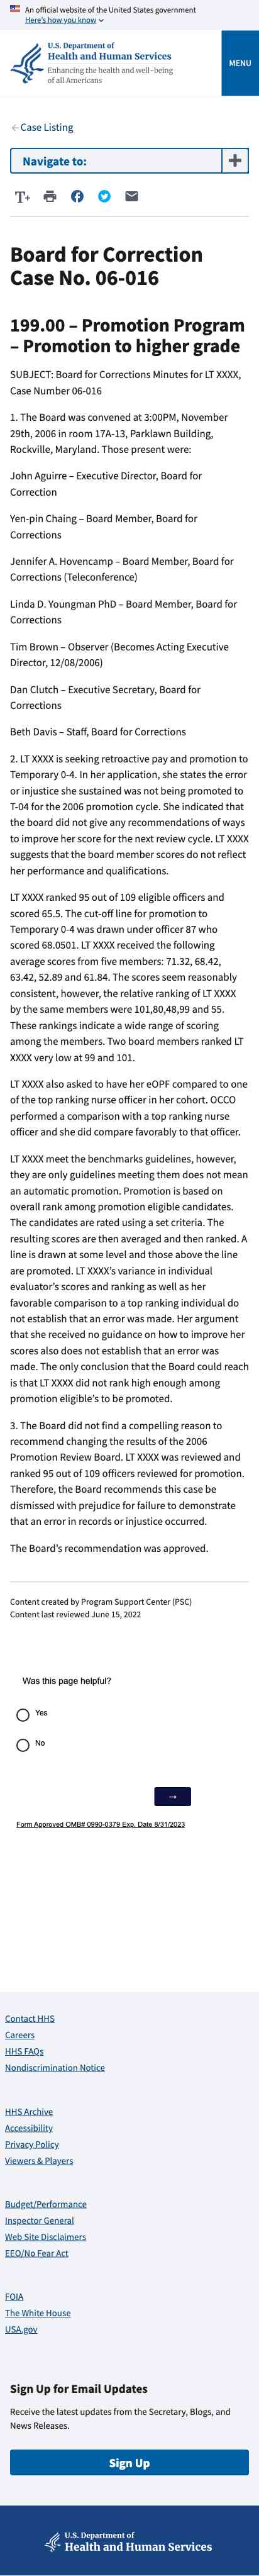 An official website of the United States government
Here's how you know
U.S. Department of
Health and Human Services
Enhancing the health and well-being
of all Americans
MENU
Case Listing
Navigate to:
T+
Board for Correction
Case No. 06-016
199.00 – Promotion Program
– Promotion to higher grade
SUBJECT: Board for Corrections Minutes for LT XXXX,
Case Number 06-016
1. The Board was convened at 3:00PM, November
29th, 2006 in room 17A-13, Parklawn Building,
Rockville, Maryland. Those present were:
John Aguirre – Executive Director, Board for
Correction
Yen-pin Chaing – Board Member, Board for
Corrections
Jennifer A. Hovencamp – Board Member, Board for
Corrections (Teleconference)
Linda D. Youngman PhD – Board Member, Board for
Corrections
Tim Brown – Observer (Becomes Acting Executive
Director, 12/08/2006)
Dan Clutch – Executive Secretary, Board for
Corrections
Beth Davis – Staff, Board for Corrections
2. LT XXXX is seeking retroactive pay and promotion to
Temporary 0-4. In her application, she states the error
or injustice she sustained was not being promoted to
T-04 for the 2006 promotion cycle. She indicated that
the board did not give any recommendations of ways
to improve her score for the next review cycle. LT XXXX
suggests that the board member scores do not reflect
her performance and qualifications.
LT XXXX ranked 95 out of 109 eligible officers and
scored 65.5. The cut-off line for promotion to
Temporary 0-4 was drawn under officer 87 who
scored 68.0501. LT XXXX received the following
average scores from five members: 71.32, 68.42,
63.42, 52.89 and 61.84. The scores seem reasonably
consistent, however, the relative ranking of LT XXXX
by the same members were 101,80,48,99 and 55.
These rankings indicate a wide range of scoring
among the members. Two board members ranked LT
XXXX very low at 99 and 101.
LT XXXX also asked to have her eOPF compared to one
of the top ranking nurse officer in her cohort. OCCO
performed a comparison with a top ranking nurse
officer and she did compare favorably to that officer.
LT XXXX meet the benchmarks guidelines, however,
they are only guidelines meeting them does not mean
an automatic promotion. Promotion is based on
overall rank among promotion eligible candidates.
The candidates are rated using a set criteria. The
resulting scores are then averaged and then ranked. A
line is drawn at some level and those above the line
are promoted. LT XXXX's variance in individual
evaluator's scores and ranking as well as her
favorable comparison to a top ranking individual do
not establish that an error was made. Her argument
that she received no guidance on how to improve her
scores also does not establish that an error was
made. The only conclusion that the Board could reach
is that LT XXXX did not rank high enough among
promotion eligible's to be promoted.
3. The Board did not find a compelling reason to
recommend changing the results of the 2006
Promotion Review Board. LT XXXX was reviewed and
ranked 95 out of 109 officers reviewed for promotion.
Therefore, the Board recommends this case be
dismissed with prejudice for failure to demonstrate
that an error in records or injustice occurred.
The Board's recommendation was approved.
Content created by Program Support Center (PSC)
Content last reviewed June 15, 2022
Was this page helpful?
Yes
No
→
Form Approved OMB# 0990-0379 Exp. Date 8/31/2023
Contact HHS
Careers
HHS FAQs
Nondiscrimination Notice
HHS Archive
Accessibility
Privacy Policy
Viewers & Players
Budget/Performance
Inspector General
Web Site Disclaimers
EEO/No Fear Act
FOIA
The White House
USA.gov
Sign Up for Email Updates
Receive the latest updates from the Secretary, Blogs, and
News Releases.
Sign Up
U.S. Department of
Health and Human Services